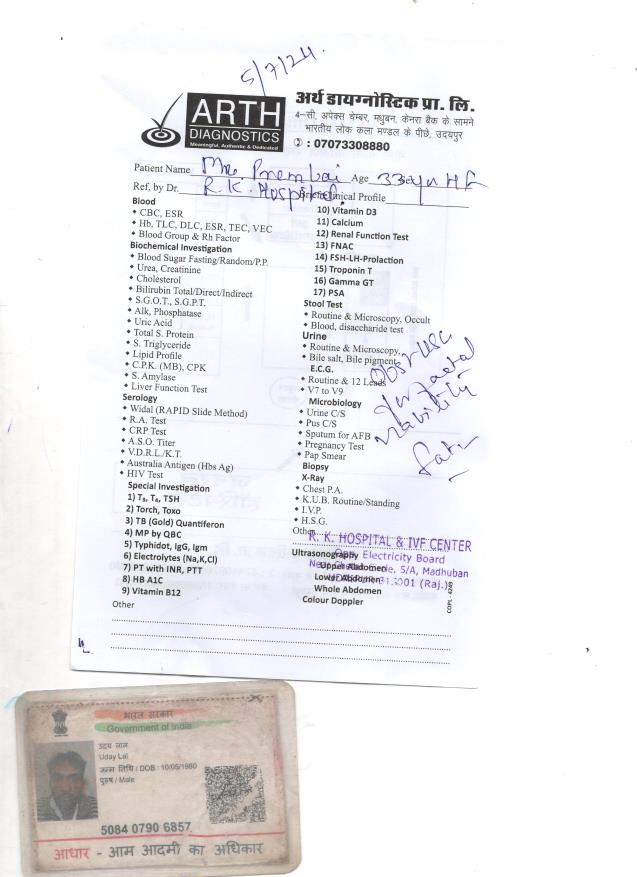 5/7/24.
ARTH
DIAGNOSTICS
Meaningful, Authentic & Dedicated
अर्थ डायग्नोस्टिक प्रा. लि.
4–सी, अपेक्स चेम्बर, मधुबन, केनरा बैंक के सामने
भारतीय लोक कला मण्डल के पीछे, उदयपुर
: 07073308880
Patient Name Mrs. Prembai Age 33 Sex
Ref, by Dr. R.K. Hospital Clinical Profile
Blood
CBC, ESR
Hb, TLC, DLC, ESR, TEC, VEC
Blood Group & Rh Factor
Biochemical Investigation
Blood Sugar Fasting/Random/P.P.
Urea, Creatinine
Cholesterol
Bilirubin Total/Direct/Indirect
S.G.O.T., S.G.P.T.
Alk, Phosphatase
Uric Acid
Total S. Protein
S. Triglyceride
Lipid Profile
C.P.K. (MB), CPK
S. Amylase
Liver Function Test
Serology
Widal (RAPID Slide Method)
R.A. Test
CRP Test
A.S.O. Titer
V.D.R.L./K.T.
Australia Antigen (Hbs Ag)
HIV Test
Special Investigation
1) T₃, T₄, TSH
2) Torch, Toxo
3) TB (Gold) Quantiferon
4) MP by QBC
5) Typhidot, IgG, Igm
6) Electrolytes (Na,K,Cl)
7) PT with INR, PTT
8) HB A1C
9) Vitamin B12
Other
10) Vitamin D3
11) Calcium
12) Renal Function Test
13) FNAC
14) FSH-LH-Prolaction
15) Troponin T
16) Gamma GT
17) PSA
Stool Test
Routine & Microscopy, Occult
Blood, disaccharide test
Urine
Routine & Microscopy,
Bile salt, Bile pigment
E.C.G.
Routine & 12 Leads
V7 to V9
Microbiology
Urine C/S
Pus C/S
Sputum for AFB
Pregnancy Test
Pap Smear
Biopsy
X-Ray
Chest P.A.
K.U.B. Routine/Standing
I.V.P.
H.S.G.
Other
Ultrasonography
Upper Abdomen
Lower Abdomen
Whole Abdomen
Colour Doppler
Obst USG
for faetal
viability
R. K. HOSPITAL & IVF CENTER
Opp. Electricity Board
5/A, Madhuban
(Raj.)
COPL - 4249
भारत सरकार
Government of India
उदय लाल
Uday Lal
जन्म तिथि / DOB : 10/05/1980
पुरुष / Male
5084 0790 6857
आधार - आम आदमी का अधिकार